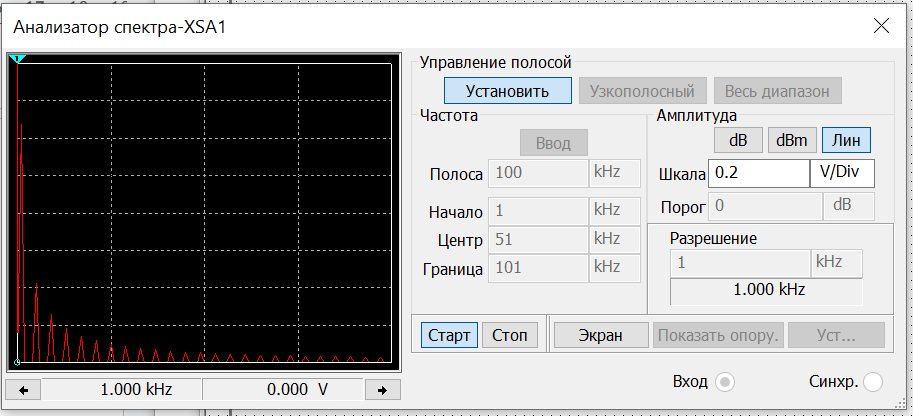 Анализатор спектра-XSA1
Управление полосой
Установить Узкополосный Весь диапазон
Частота
Ввод
Полоса 100 kHz
Начало 1 kHz
Центр 51 kHz
Граница 101 kHz
Амплитуда
dB dBm Лин
Шкала 0.2 V/Div
Порог 0 dB
Разрешение
1 kHz
1.000 kHz
Старт Стоп Экран Показать опору. Уст...
1.000 kHz 0.000 V
Вход Синхр.